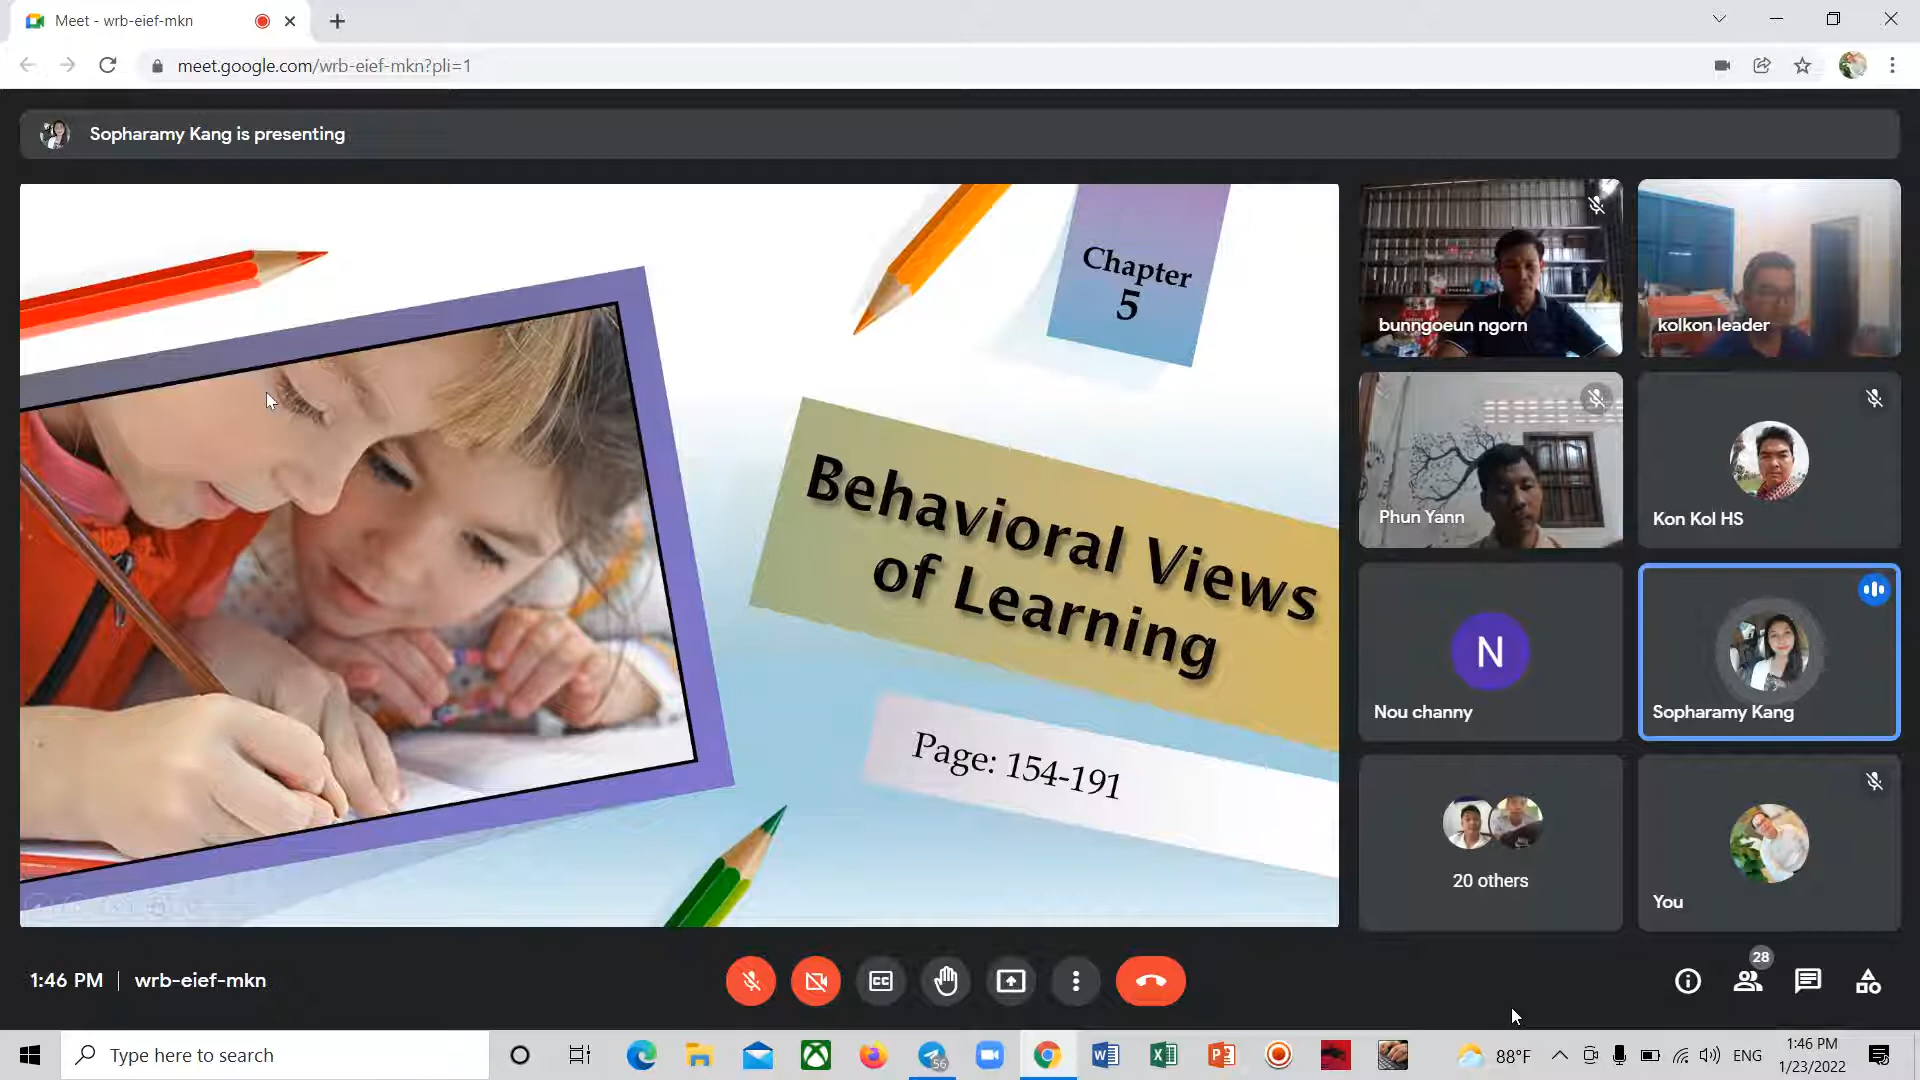 Meet - wrb-eief-mkn
meet.google.com/wrb-eief-mkn?pli=1
Sopharamy Kang is presenting
Chapter
5
Behavioral Views
of Learning
Page: 154-191
bunngoeun ngorn
kolkon leader
Phun Yann
Kon Kol HS
N
Nou channy
Sopharamy Kang
20 others
You
1:46 PM
wrb-eief-mkn
CC
28
Type here to search
56
88°F
ENG
1:46 PM
1/23/2022